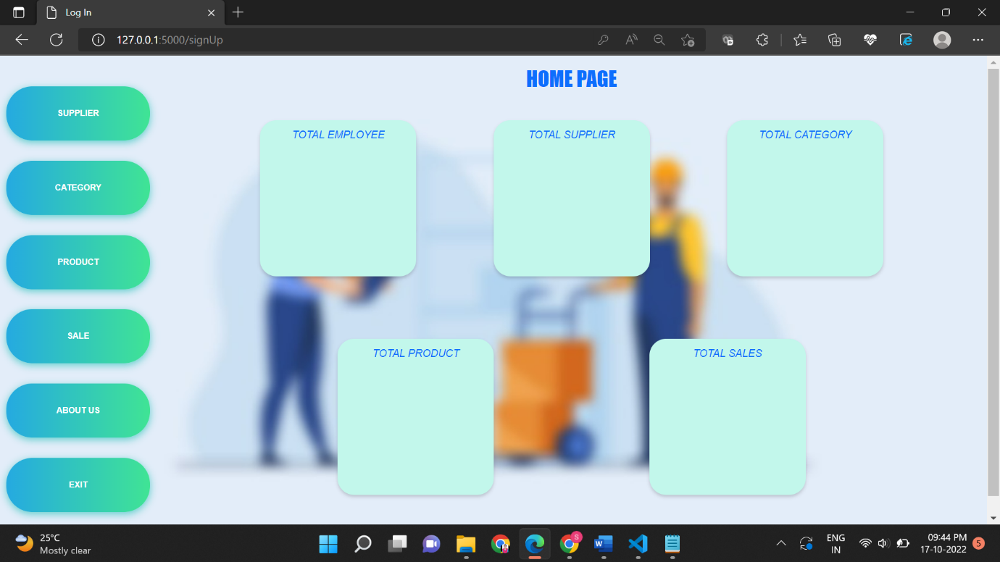 Log In
127.0.0.1:5000/signUp
HOME PAGE
SUPPLIER
CATEGORY
PRODUCT
SALE
ABOUT US
EXIT
TOTAL EMPLOYEE
TOTAL SUPPLIER
TOTAL CATEGORY
TOTAL PRODUCT
TOTAL SALES
25°C
Mostly clear
S
W
ENG
IN
09:44 PM
17-10-2022
5